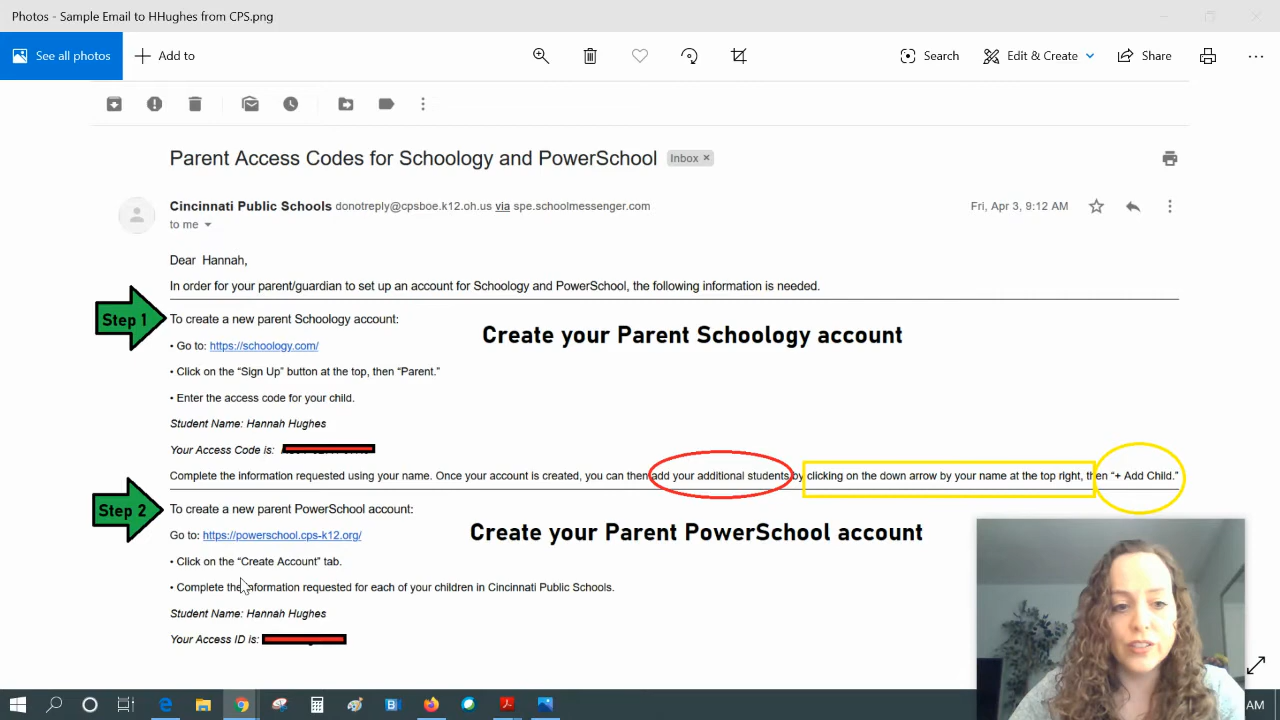 Photos - Sample Email to HHughes from CPS.png
See all photos
Add to
Search
Edit & Create
Share
Parent Access Codes for Schoology and PowerSchool Inbox ×
Cincinnati Public Schools donotreply@cpsboe.k12.oh.us via spe.schoolmessenger.com
Fri, Apr 3, 9:12 AM
to me
Dear Hannah,
In order for your parent/guardian to set up an account for Schoology and PowerSchool, the following information is needed.
Step 1
To create a new parent Schoology account:
Create your Parent Schoology account
• Go to: https://schoology.com/
• Click on the “Sign Up” button at the top, then “Parent.”
• Enter the access code for your child.
Student Name: Hannah Hughes
Your Access Code is:
Complete the information requested using your name. Once your account is created, you can then add your additional students by clicking on the down arrow by your name at the top right, then “+ Add Child.”
Step 2
To create a new parent PowerSchool account:
Create your Parent PowerSchool account
Go to: https://powerschool.cps-k12.org/
• Click on the “Create Account” tab.
• Complete the information requested for each of your children in Cincinnati Public Schools.
Student Name: Hannah Hughes
Your Access ID is:
AM